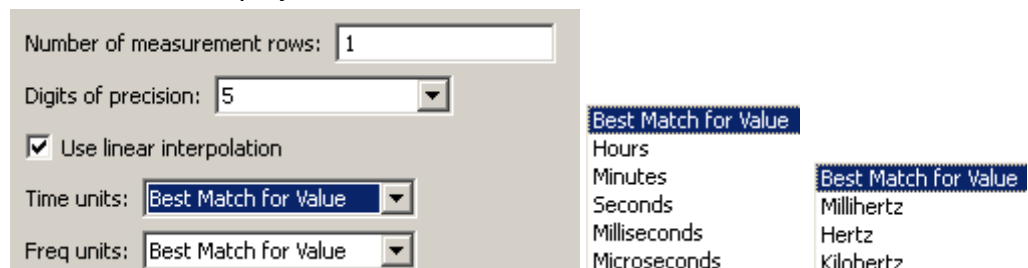 Number of measurement rows: 1
Digits of precision: 5
Use linear interpolation
Time units: Best Match for Value
Freq units: Best Match for Value
Best Match for Value
Hours
Minutes
Seconds
Milliseconds
Microseconds
Best Match for Value
Millihertz
Hertz
Kilohertz